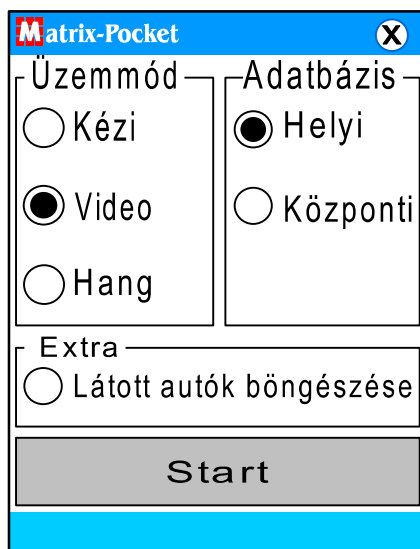 Matrix-Pocket X
Üzemmód
Kézi
Video
Hang
Adatbázis
Helyi
Központi
Extra
Látott autók böngészése
Start